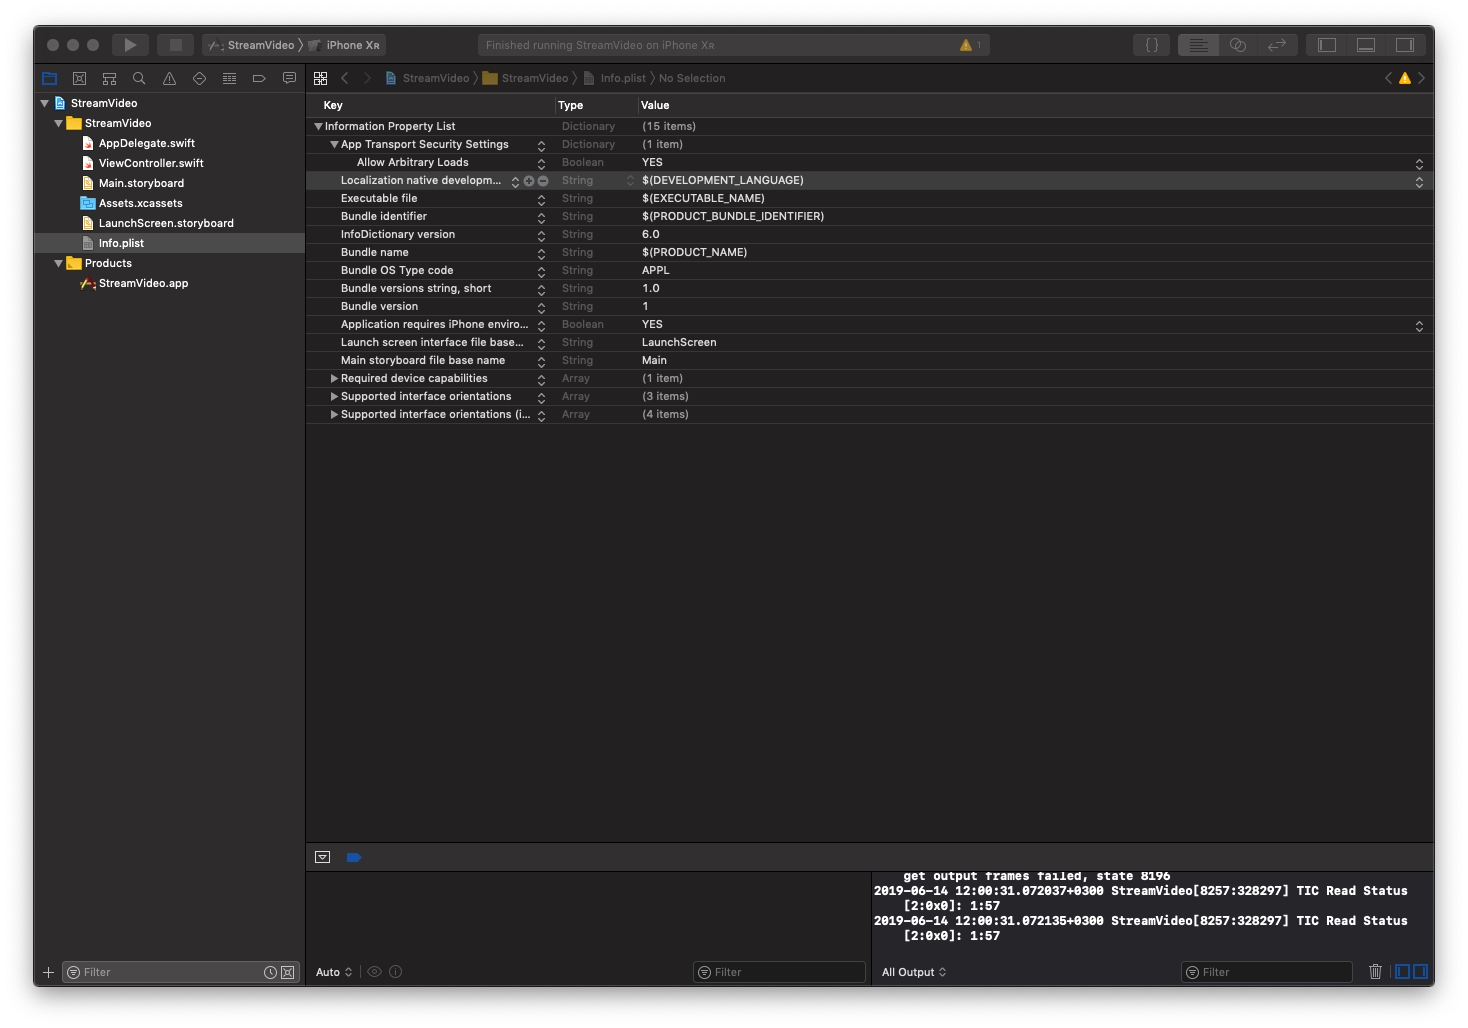 StreamVideo 〉 iPhone XR
Finished running StreamVideo on iPhone XR
1
StreamVideo 〉 StreamVideo 〉 Info.plist 〉 No Selection
StreamVideo
StreamVideo
AppDelegate.swift
ViewController.swift
Main.storyboard
Assets.xcassets
LaunchScreen.storyboard
Info.plist
Products
StreamVideo.app
Key Type Value
Information Property List Dictionary (15 items)
App Transport Security Settings Dictionary (1 item)
Allow Arbitrary Loads Boolean YES
Localization native developm... String $(DEVELOPMENT_LANGUAGE)
Executable file String $(EXECUTABLE_NAME)
Bundle identifier String $(PRODUCT_BUNDLE_IDENTIFIER)
InfoDictionary version String 6.0
Bundle name String $(PRODUCT_NAME)
Bundle OS Type code String APPL
Bundle versions string, short String 1.0
Bundle version String 1
Application requires iPhone enviro... Boolean YES
Launch screen interface file base... String LaunchScreen
Main storyboard file base name String Main
Required device capabilities Array (1 item)
Supported interface orientations Array (3 items)
Supported interface orientations (i... Array (4 items)
get output frames failed, state 8196
2019-06-14 12:00:31.072037+0300 StreamVideo[8257:328297] TIC Read Status
[2:0x0]: 1:57
2019-06-14 12:00:31.072135+0300 StreamVideo[8257:328297] TIC Read Status
[2:0x0]: 1:57
Filter
Auto
Filter
All Output
Filter